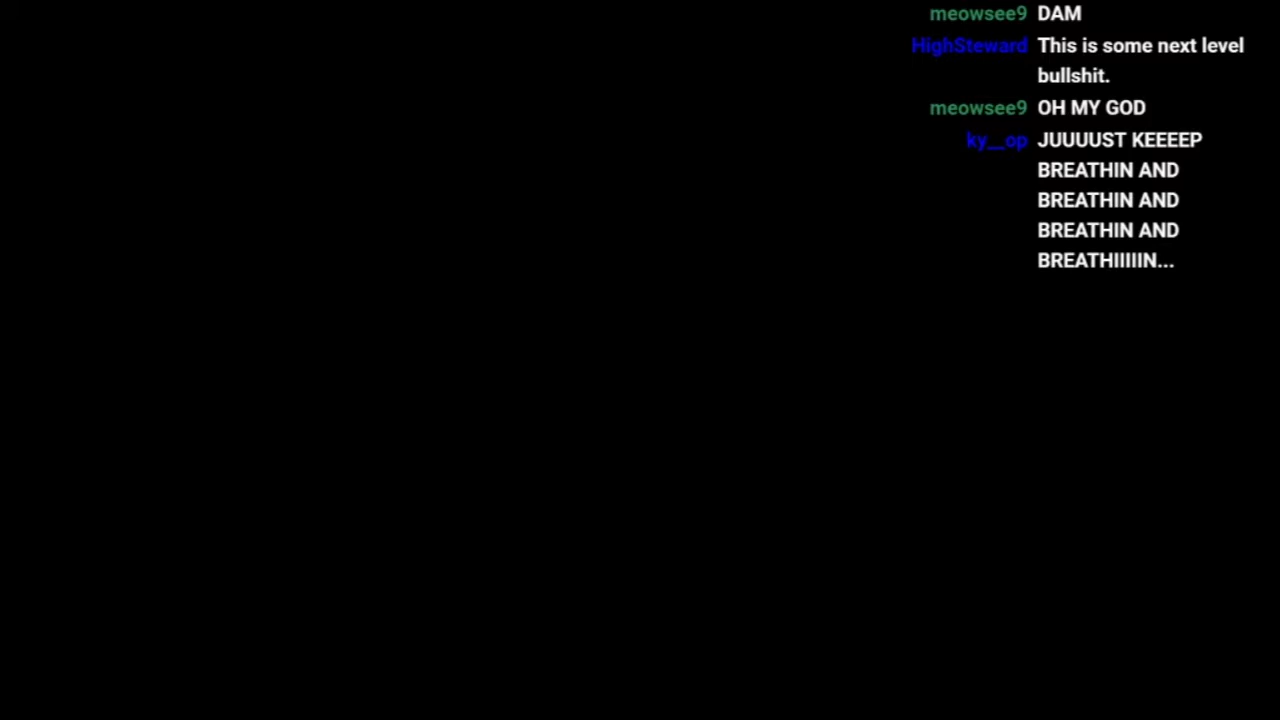 meowsee9 DAM
HighSteward This is some next level
bullshit.
meowsee9 OH MY GOD
ky__op JUUUUST KEEEEP
BREATHIN AND
BREATHIN AND
BREATHIN AND
BREATHIIIIIN...